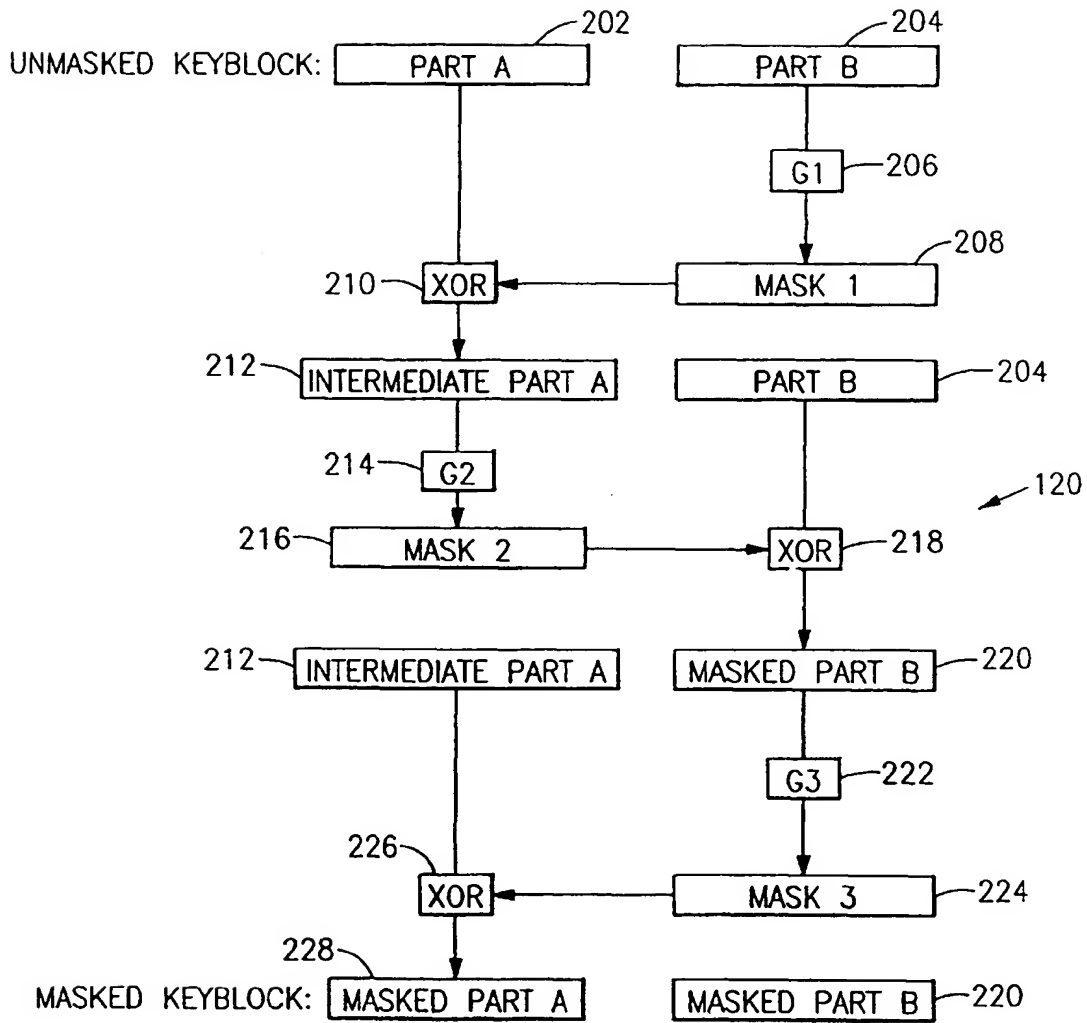 202 204
UNMASKED KEYBLOCK: PART A PART B
G1 206
208
210 XOR MASK 1
212 INTERMEDIATE PART A PART B 204
214 G2
120
216 MASK 2 XOR 218
212 INTERMEDIATE PART A MASKED PART B 220
G3 222
226
XOR MASK 3 224
228
MASKED KEYBLOCK: MASKED PART A MASKED PART B 220